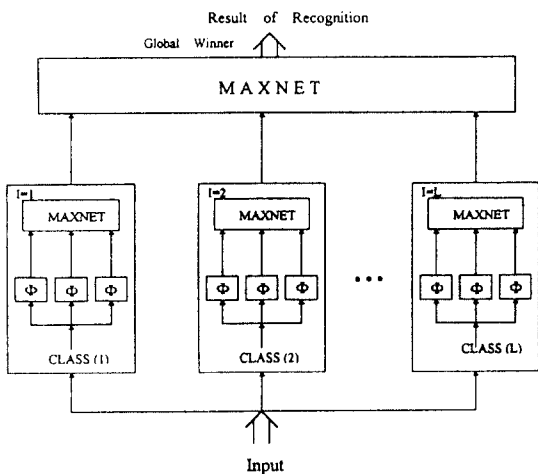 Result of Recognition
Global Winner
MAXNET
I=1
I=2
I=L
MAXNET
MAXNET
MAXNET
Φ Φ Φ
Φ Φ Φ
Φ Φ Φ
CLASS (1)
CLASS (2)
CLASS (L)
Input